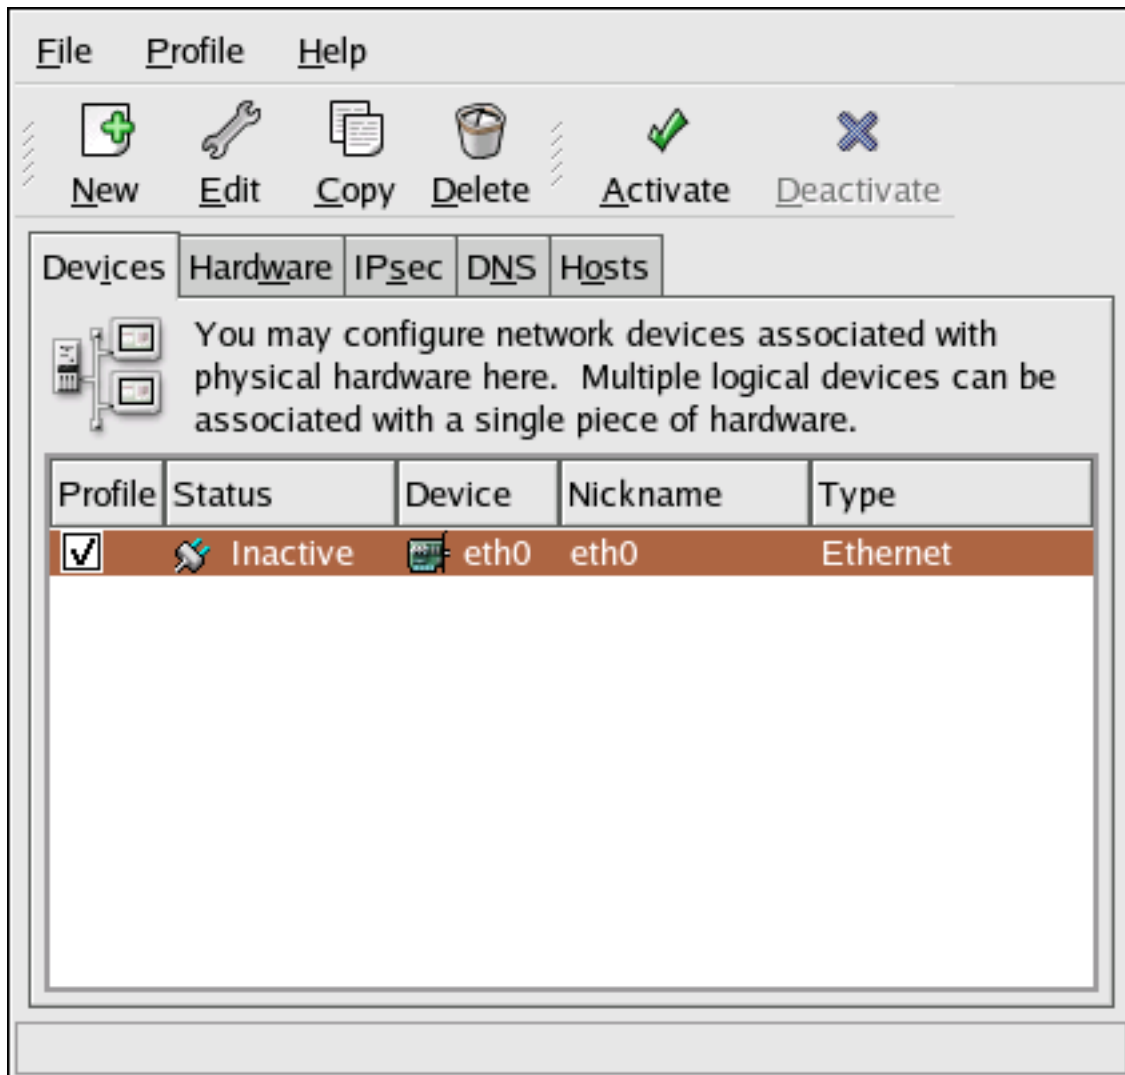 File Profile Help
New Edit Copy Delete Activate Deactivate
Devices Hardware IPsec DNS Hosts
You may configure network devices associated with
physical hardware here.  Multiple logical devices can be
associated with a single piece of hardware.
Profile Status Device Nickname Type
Inactive eth0 eth0 Ethernet